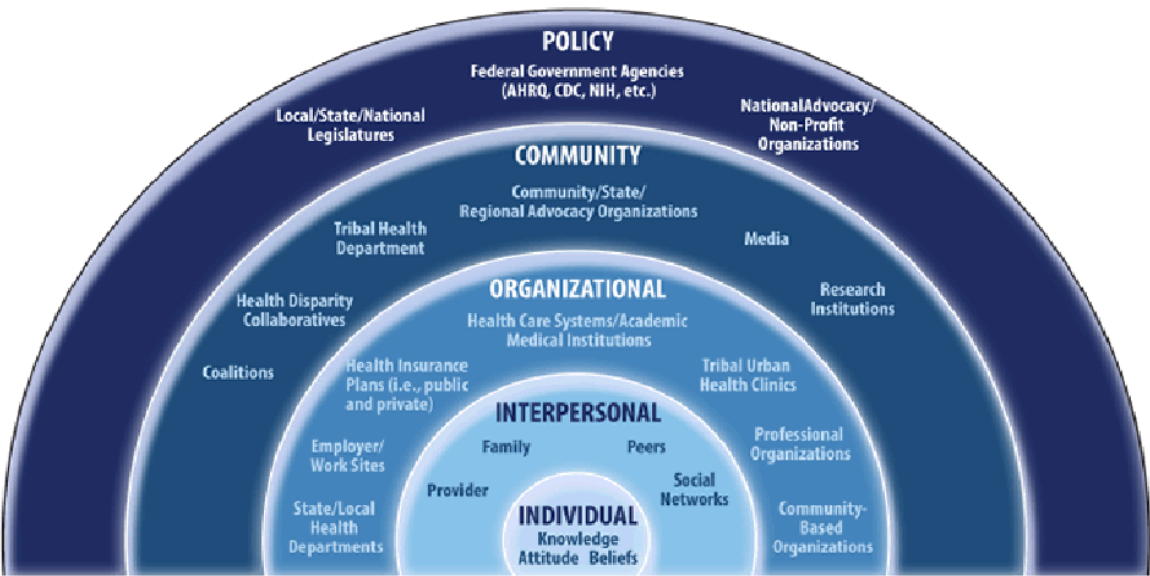 POLICY
Federal Government Agencies
(AHRQ, CDC, NIH, etc.)
Local/State/National
Legislatures
NationalAdvocacy/
Non-Profit
Organizations
COMMUNITY
Community/State/
Regional Advocacy Organizations
Tribal Health
Department
Media
Health Disparity
Collaboratives
Research
Institutions
Coalitions
ORGANIZATIONAL
Health Care Systems/Academic
Medical Institutions
Health Insurance
Plans (i.e., public
and private)
Tribal Urban
Health Clinics
Employer/
Work Sites
Professional
Organizations
State/Local
Health
Departments
Community-
Based
Organizations
INTERPERSONAL
Family
Peers
Provider
Social
Networks
INDIVIDUAL
Knowledge
Attitude Beliefs